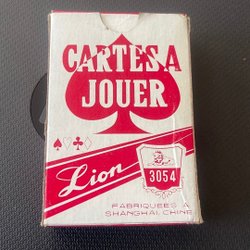 CARTES A
JOUER
Lion
3054
FABRIQUEES A
SHANGHAI, CHINE